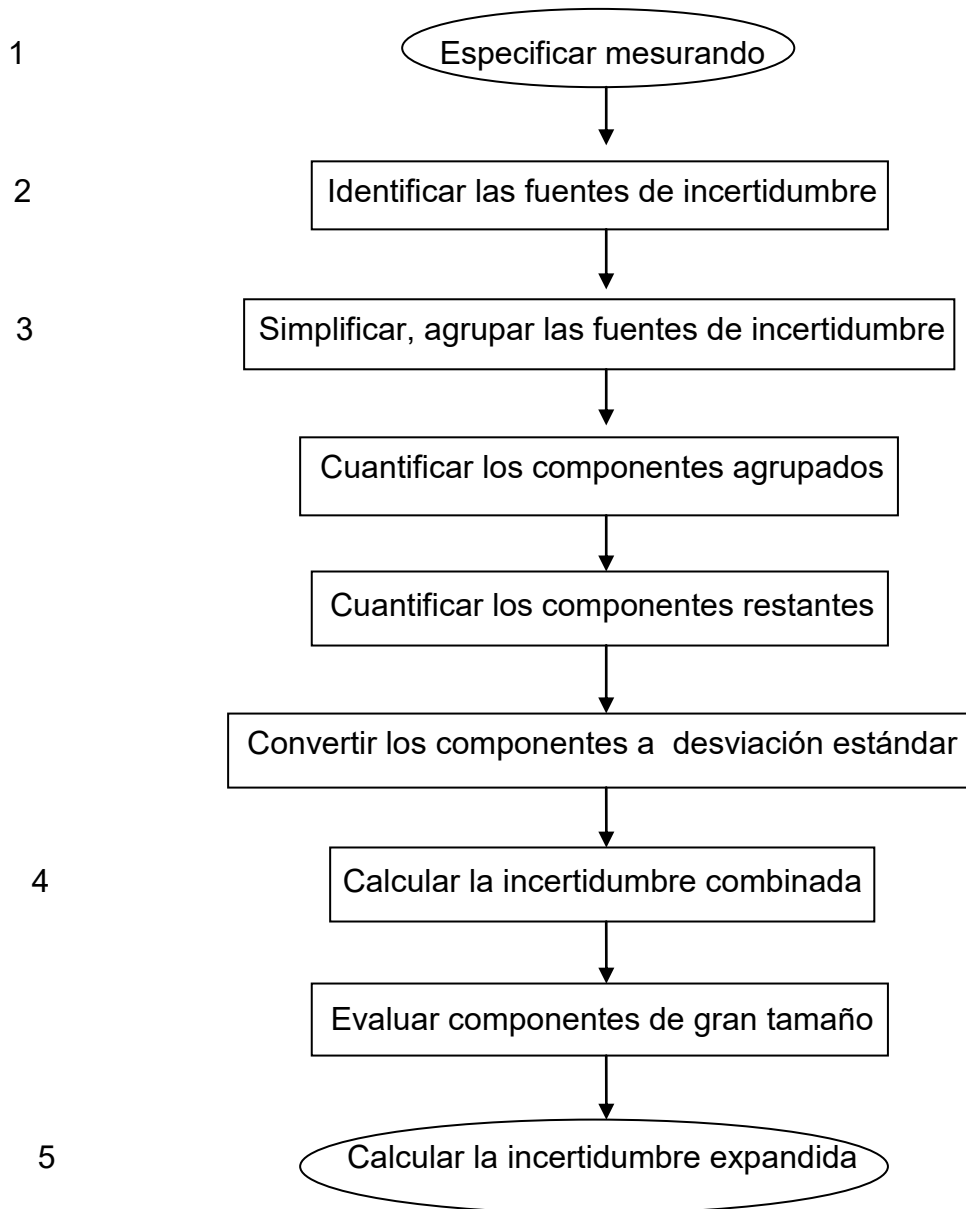 1 Especificar mesurando
2 Identificar las fuentes de incertidumbre
3 Simplificar, agrupar las fuentes de incertidumbre
Cuantificar los componentes agrupados
Cuantificar los componentes restantes
Convertir los componentes a desviación estándar
4 Calcular la incertidumbre combinada
Evaluar componentes de gran tamaño
5 Calcular la incertidumbre expandida